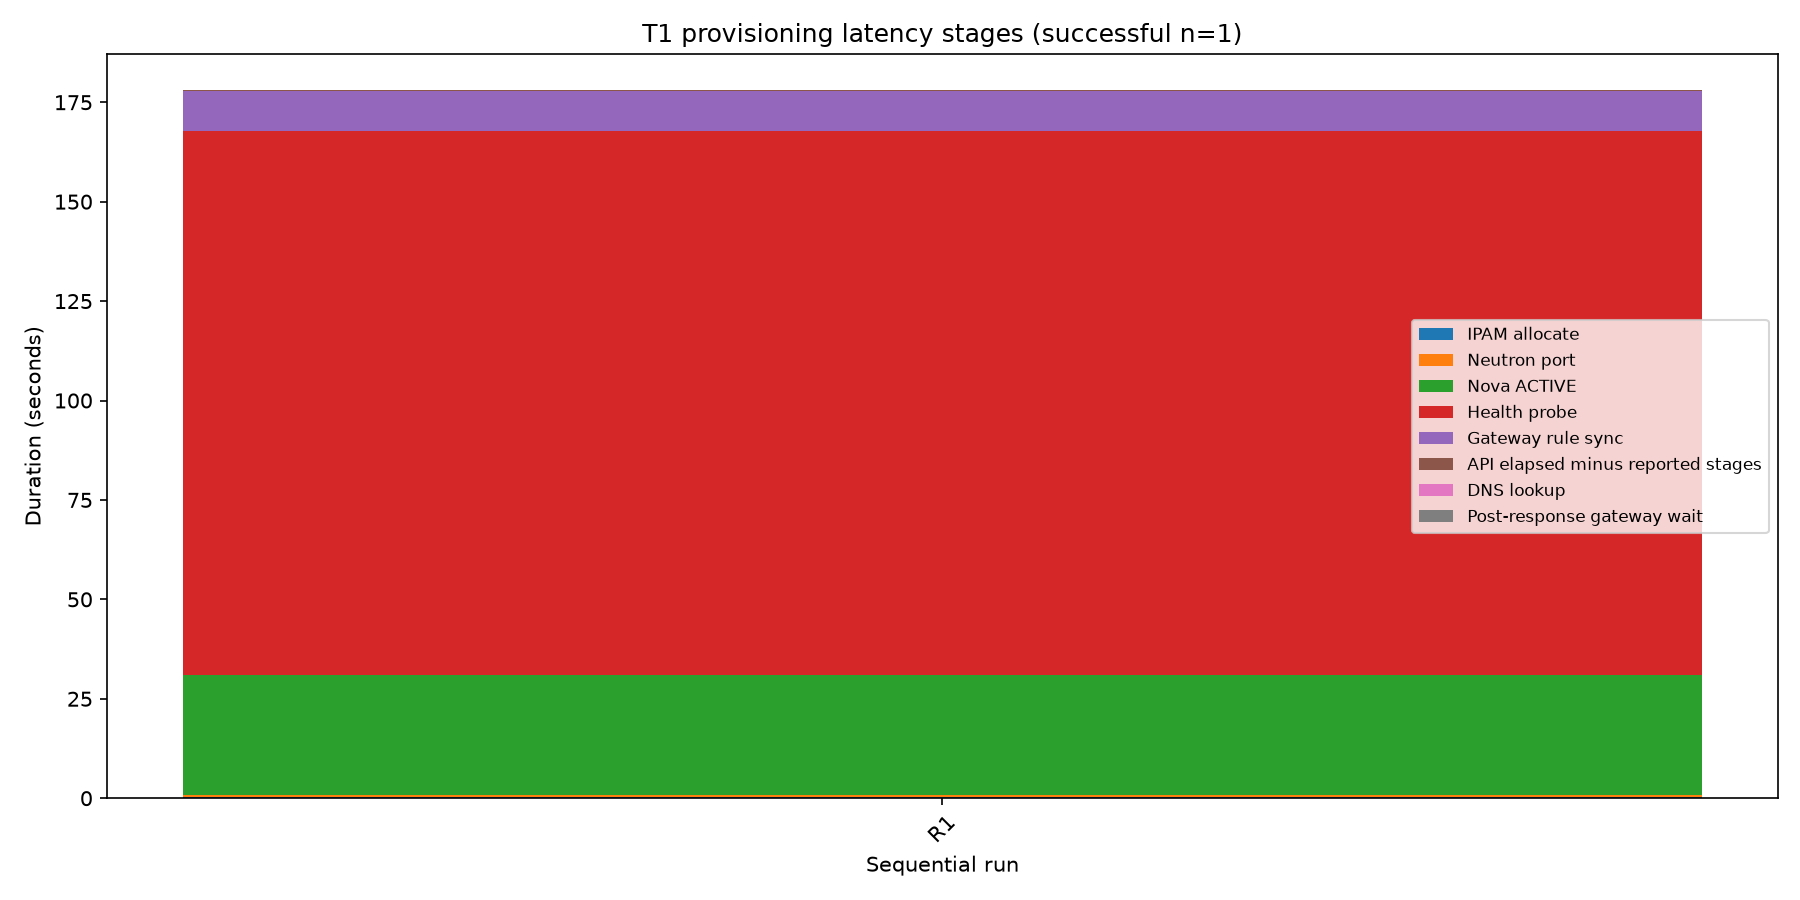 T1 provisioning latency stages (successful n=1)
Duration (seconds)
175
150
125
100
75
50
25
0
IPAM allocate
Neutron port
Nova ACTIVE
Health probe
Gateway rule sync
API elapsed minus reported stages
DNS lookup
Post-response gateway wait
R1
Sequential run